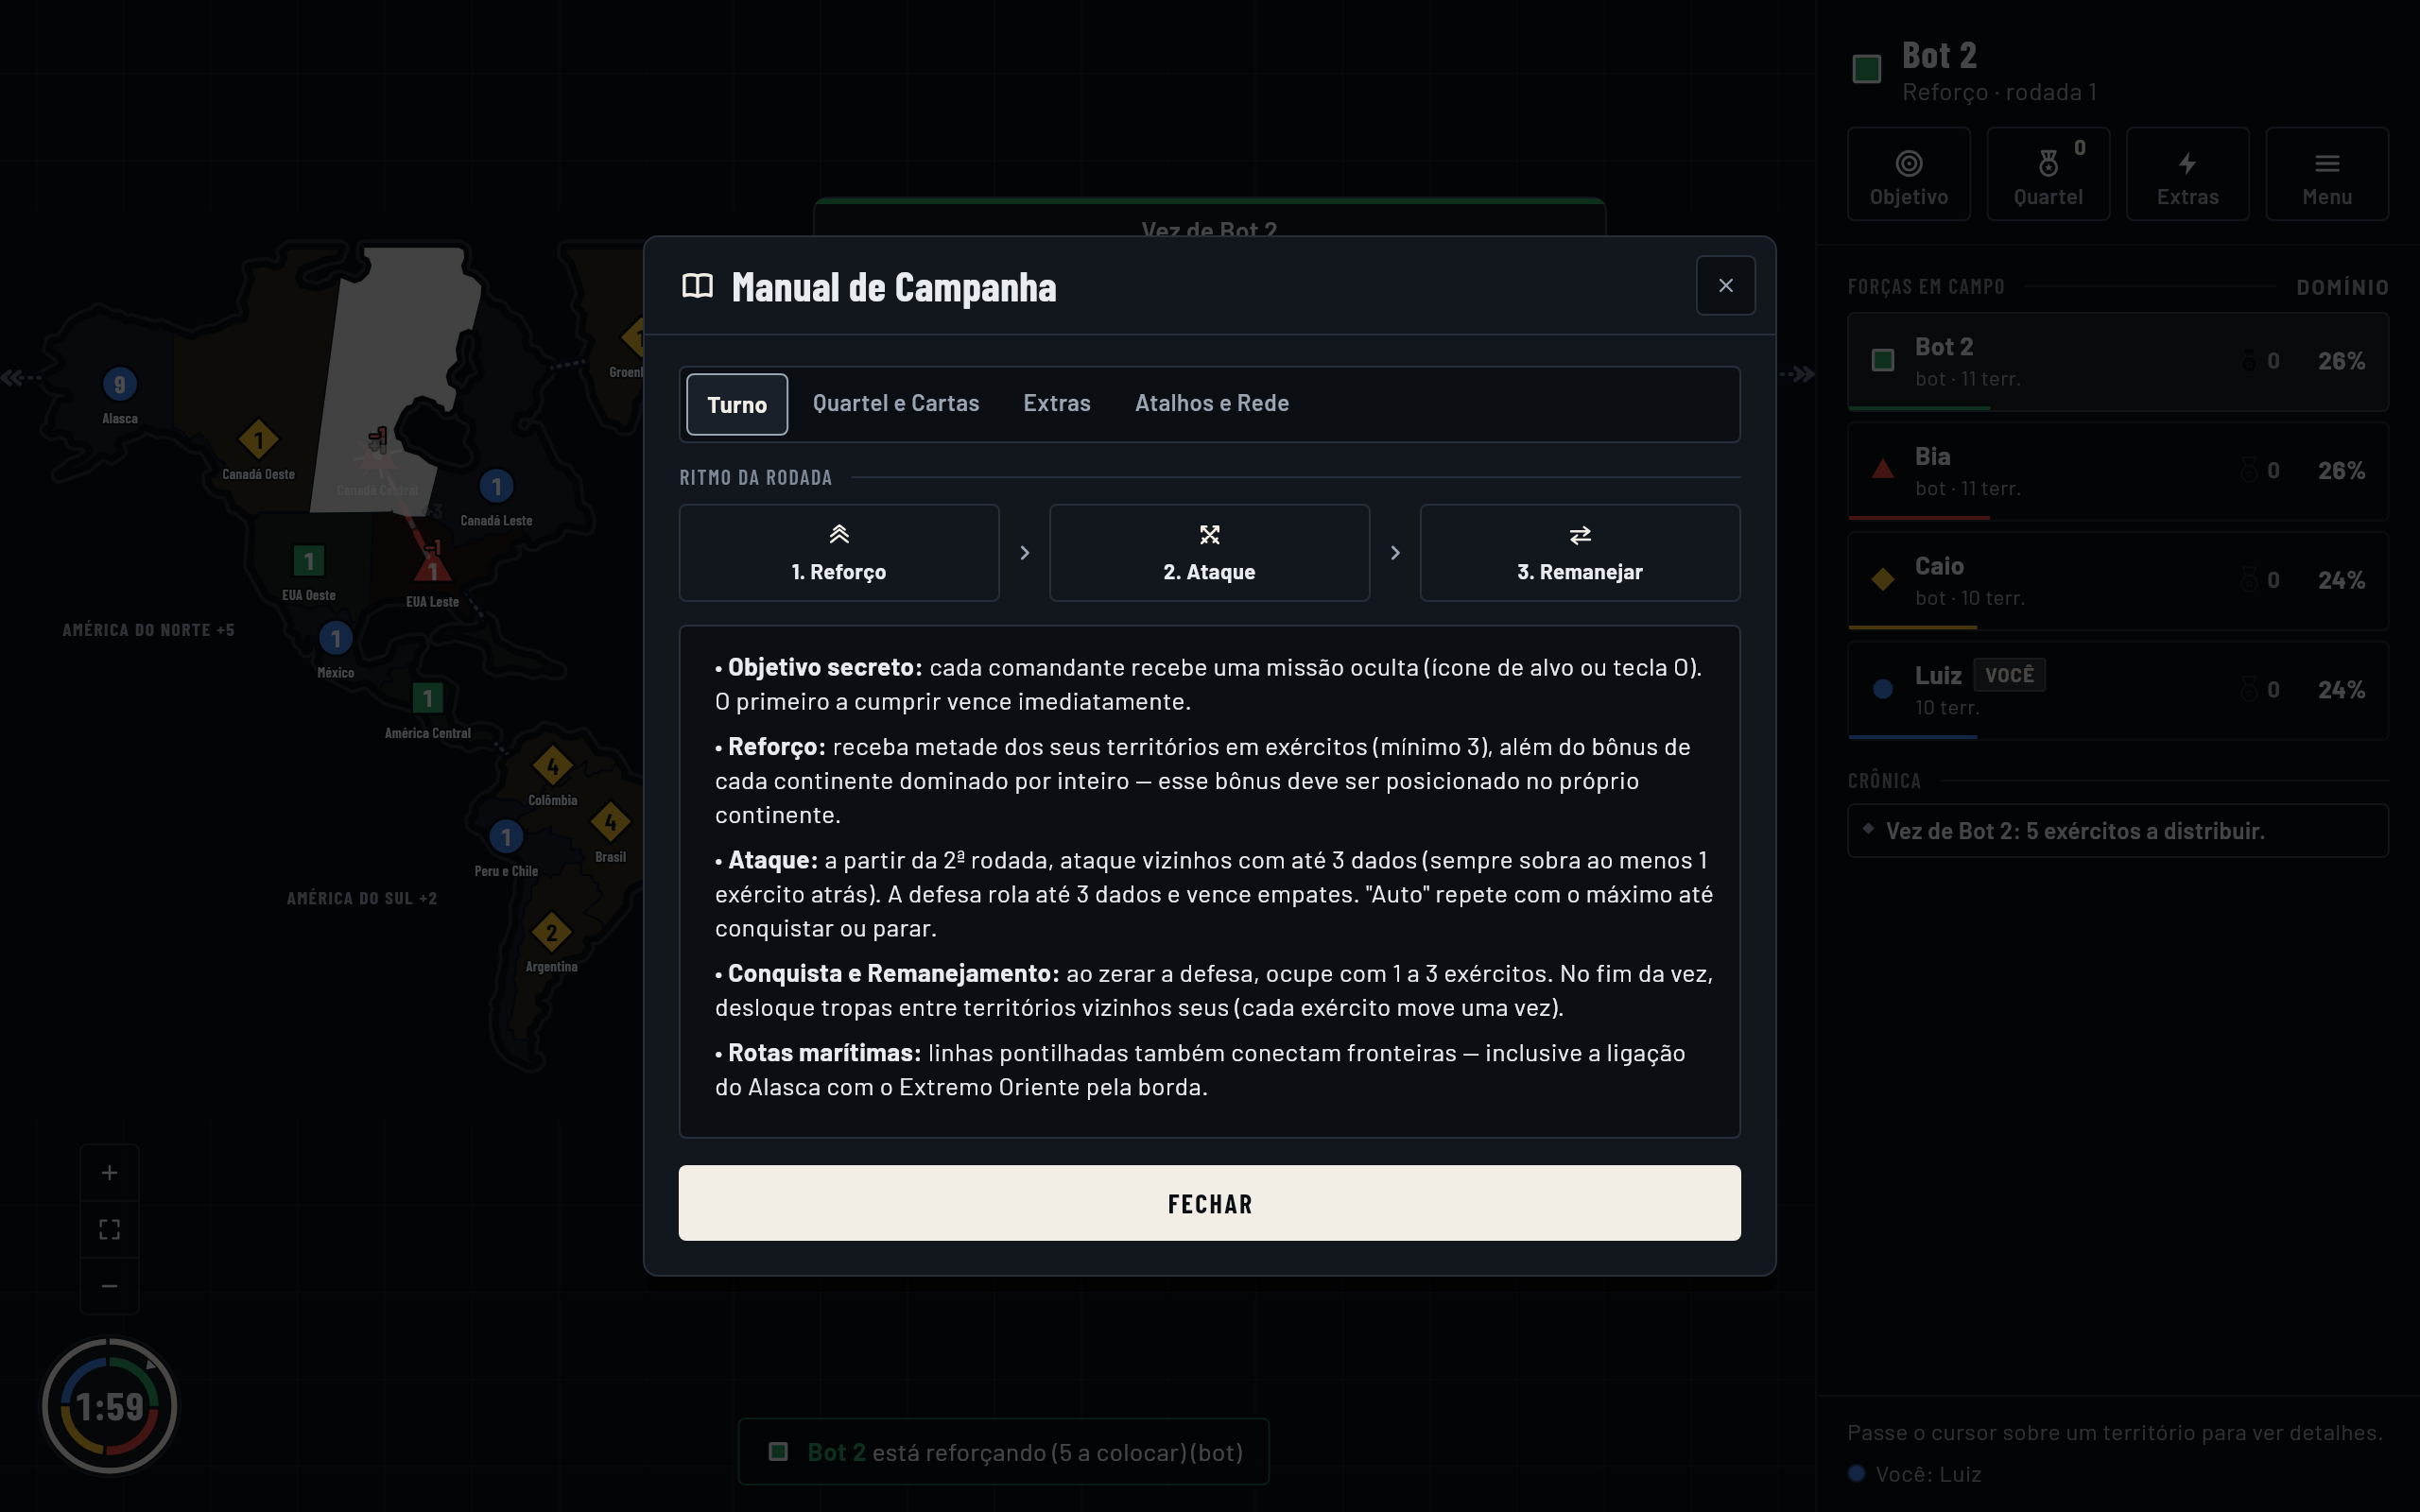 Bot 2
Reforço · rodada 1
Objetivo
0
Quartel
Extras
Menu
Vez de Bot 2
Manual de Campanha
Turno
Quartel e Cartas
Extras
Atalhos e Rede
RITMO DA RODADA
1. Reforço
2. Ataque
3. Remanejar
• Objetivo secreto: cada comandante recebe uma missão oculta (ícone de alvo ou tecla O).
O primeiro a cumprir vence imediatamente.
• Reforço: receba metade dos seus territórios em exércitos (mínimo 3), além do bônus de
cada continente dominado por inteiro — esse bônus deve ser posicionado no próprio
continente.
• Ataque: a partir da 2ª rodada, ataque vizinhos com até 3 dados (sempre sobra ao menos 1
exército atrás). A defesa rola até 3 dados e vence empates. "Auto" repete com o máximo até
conquistar ou parar.
• Conquista e Remanejamento: ao zerar a defesa, ocupe com 1 a 3 exércitos. No fim da vez,
desloque tropas entre territórios vizinhos seus (cada exército move uma vez).
• Rotas marítimas: linhas pontilhadas também conectam fronteiras — inclusive a ligação
do Alasca com o Extremo Oriente pela borda.
FECHAR
9
Alasca
1
Canadá Oeste
-1
Canadá Central
1
Canadá Leste
+3
1
EUA Oeste
-1
1
EUA Leste
AMÉRICA DO NORTE +5
1
México
1
América Central
4
Colômbia
4
Brasil
1
Peru e Chile
AMÉRICA DO SUL +2
2
Argentina
+
−
1:59
Bot 2 está reforçando (5 a colocar) (bot)
FORÇAS EM CAMPO
DOMÍNIO
Bot 2
bot · 11 terr.
0
26%
Bia
bot · 11 terr.
0
26%
Caio
bot · 10 terr.
0
24%
Luiz VOCÊ
10 terr.
0
24%
CRÔNICA
Vez de Bot 2: 5 exércitos a distribuir.
Passe o cursor sobre um território para ver detalhes.
Você: Luiz